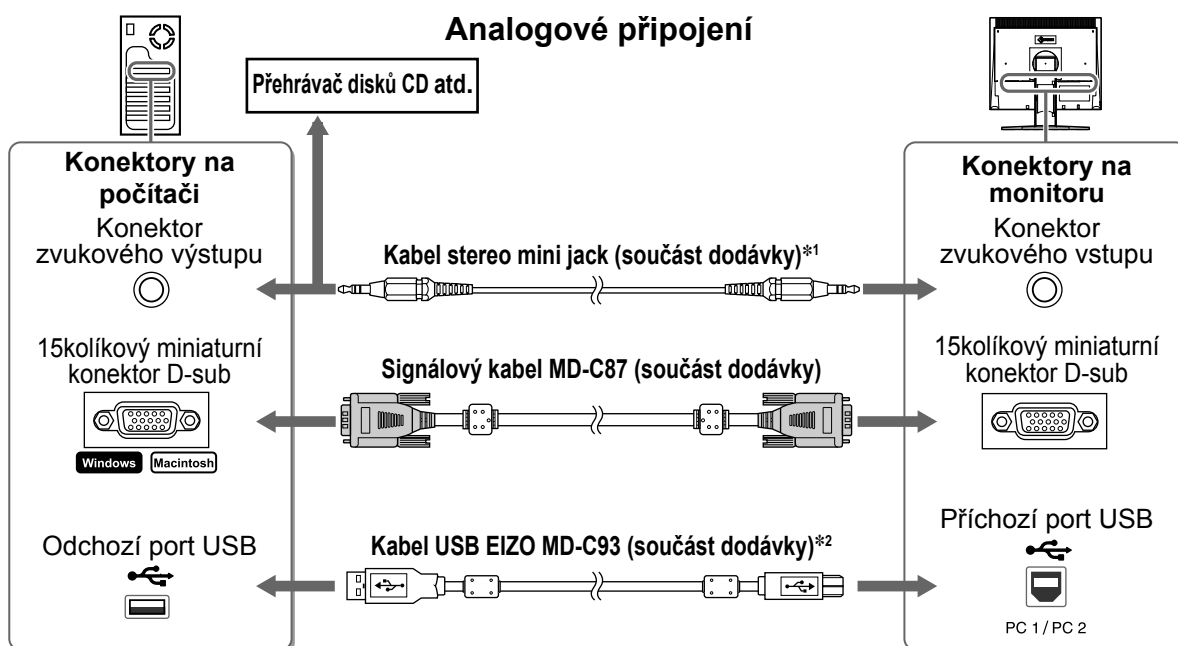 Analogové připojení
Přehrávač disků CD atd.
Konektory na
počítači
Konektor
zvukového výstupu
15kolíkový miniaturní
konektor D-sub
Windows Macintosh
Odchozí port USB
Kabel stereo mini jack (součást dodávky)*1
Signálový kabel MD-C87 (součást dodávky)
Kabel USB EIZO MD-C93 (součást dodávky)*2
Konektory na
monitoru
Konektor
zvukového vstupu
15kolíkový miniaturní
konektor D-sub
Příchozí port USB
PC 1 / PC 2